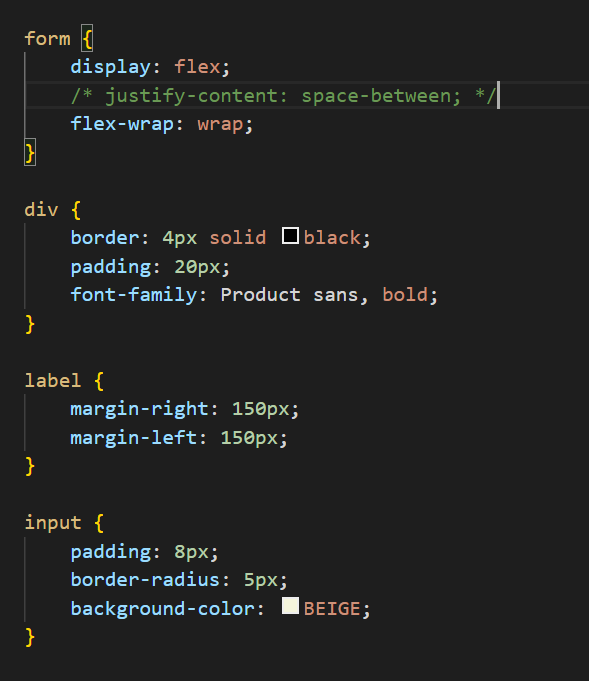 form {
    display: flex;
    /* justify-content: space-between; */
    flex-wrap: wrap;
}

div {
    border: 4px solid black;
    padding: 20px;
    font-family: Product sans, bold;
}

label {
    margin-right: 150px;
    margin-left: 150px;
}

input {
    padding: 8px;
    border-radius: 5px;
    background-color: BEIGE;
}